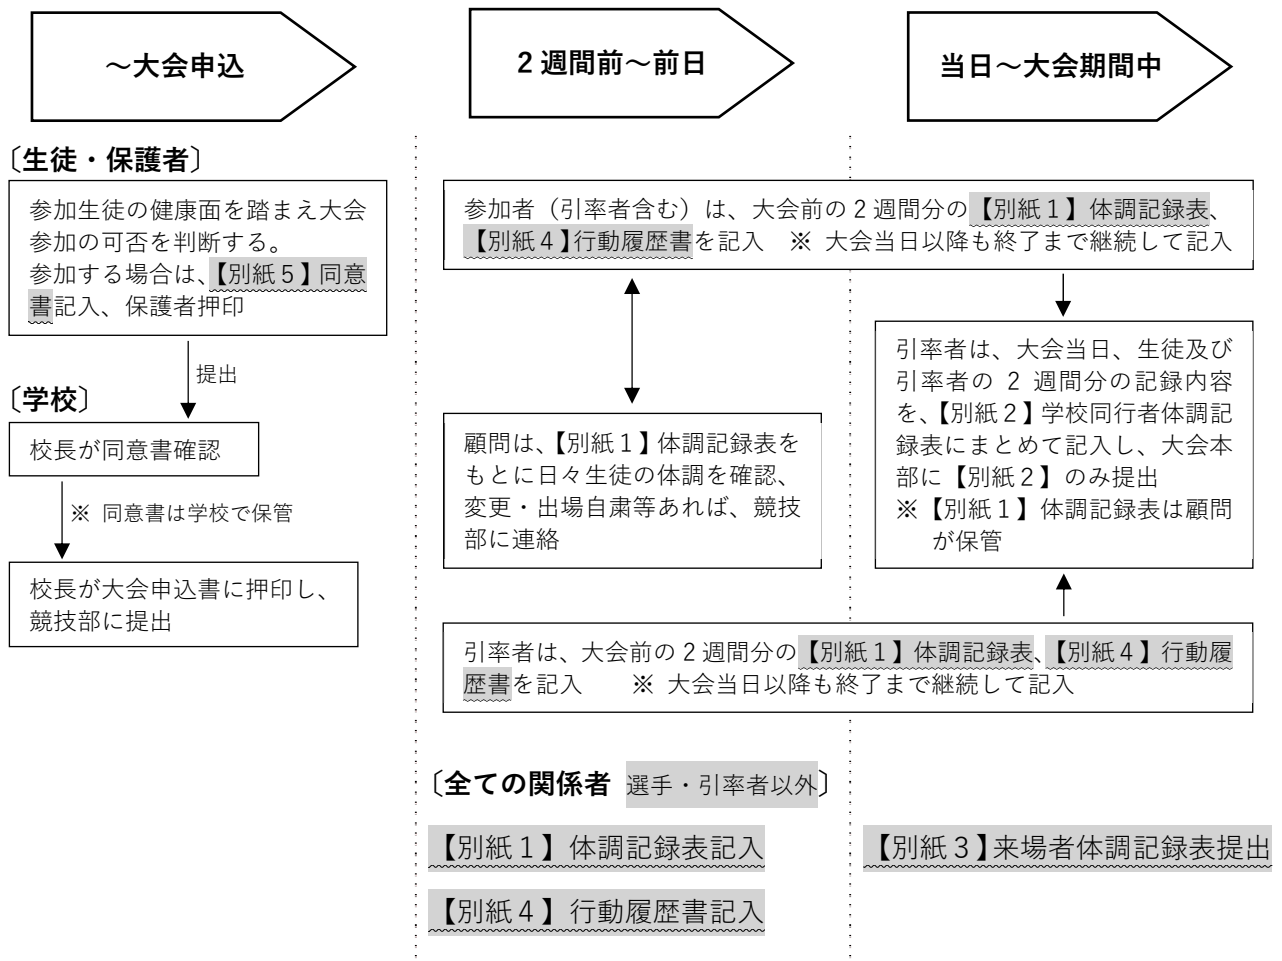 ～大会申込
２週間前～前日
当日～大会期間中
〔生徒・保護者〕
参加生徒の健康面を踏まえ大会
参加の可否を判断する。
参加する場合は、【別紙５】同意
書記入、保護者押印
提出
〔学校〕
校長が同意書確認
※ 同意書は学校で保管
校長が大会申込書に押印し、
競技部に提出
参加者（引率者含む）は、大会前の２週間分の【別紙１】体調記録表、
【別紙４】行動履歴書を記入　※ 大会当日以降も終了まで継続して記入
顧問は、【別紙１】体調記録表を
もとに日々生徒の体調を確認、
変更・出場自粛等あれば、競技
部に連絡
引率者は、大会当日、生徒及び
引率者の 2 週間分の記録内容
を、【別紙２】学校同行者体調記
録表にまとめて記入し、大会本
部に【別紙２】のみ提出
※【別紙１】体調記録表は顧問
が保管
引率者は、大会前の２週間分の【別紙１】体調記録表、【別紙４】行動履
歴書を記入　　※ 大会当日以降も終了まで継続して記入
〔全ての関係者 選手・引率者以外〕
【別紙１】体調記録表記入
【別紙３】来場者体調記録表提出
【別紙４】行動履歴書記入